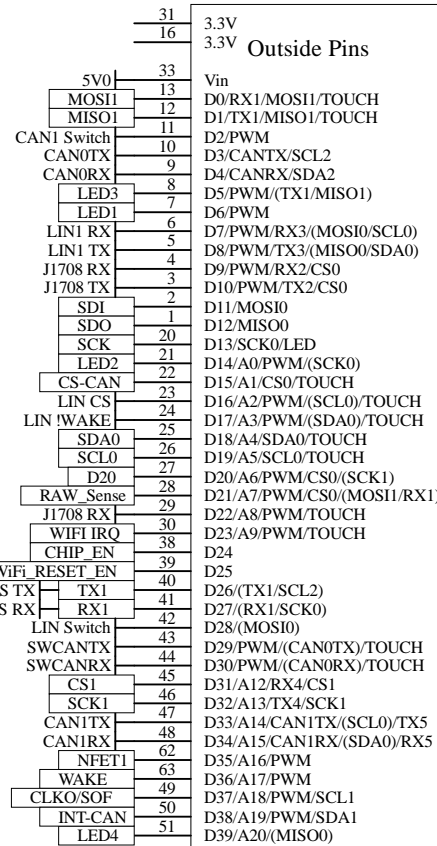 31 3.3V
16 3.3V
Outside Pins
5V0 33 Vin
MOSI1 13 D0/RX1/MOSI1/TOUCH
MISO1 12 D1/TX1/MISO1/TOUCH
CAN1 Switch 11 D2/PWM
CAN0TX 10 D3/CANTX/SCL2
CAN0RX 9 D4/CANRX/SDA2
LED3 8 D5/PWM/(TX1/MISO1)
LED1 7 D6/PWM
LIN1 RX 6 D7/PWM/RX3/(MOSI0/SCL0)
LIN1 TX 5 D8/PWM/TX3/(MISO0/SDA0)
J1708 RX 4 D9/PWM/RX2/CS0
J1708 TX 3 D10/PWM/TX2/CS0
SDI 2 D11/MOSI0
SDO 1 D12/MISO0
SCK 20 D13/SCK0/LED
LED2 21 D14/A0/PWM/(SCK0)
CS-CAN 22 D15/A1/CS0/TOUCH
LIN CS 23 D16/A2/PWM/(SCL0)/TOUCH
LIN !WAKE 24 D17/A3/PWM/(SDA0)/TOUCH
SDA0 25 D18/A4/SDA0/TOUCH
SCL0 26 D19/A5/SCL0/TOUCH
D20 27 D20/A6/PWM/CS0/(SCK1)
RAW_Sense 28 D21/A7/PWM/CS0/(MOSI1/RX1)
J1708 RX 29 D22/A8/PWM/TOUCH
WIFI IRQ 30 D23/A9/PWM/TOUCH
CHIP_EN 38 D24
WiFi_RESET_EN 39 D25
S TX TX1 40 D26/(TX1/SCL2)
S RX RX1 41 D27/(RX1/SCK0)
LIN Switch 42 D28/(MOSI0)
SWCANTX 43 D29/PWM/(CAN0TX)/TOUCH
SWCANRX 44 D30/PWM/(CAN0RX)/TOUCH
CS1 45 D31/A12/RX4/CS1
SCK1 46 D32/A13/TX4/SCK1
CAN1TX 47 D33/A14/CAN1TX/(SCL0)/TX5
CAN1RX 48 D34/A15/CAN1RX/(SDA0)/RX5
NFET1 62 D35/A16/PWM
WAKE 63 D36/A17/PWM
CLKO/SOF 49 D37/A18/PWM/SCL1
INT-CAN 50 D38/A19/PWM/SDA1
LED4 51 D39/A20/(MISO0)